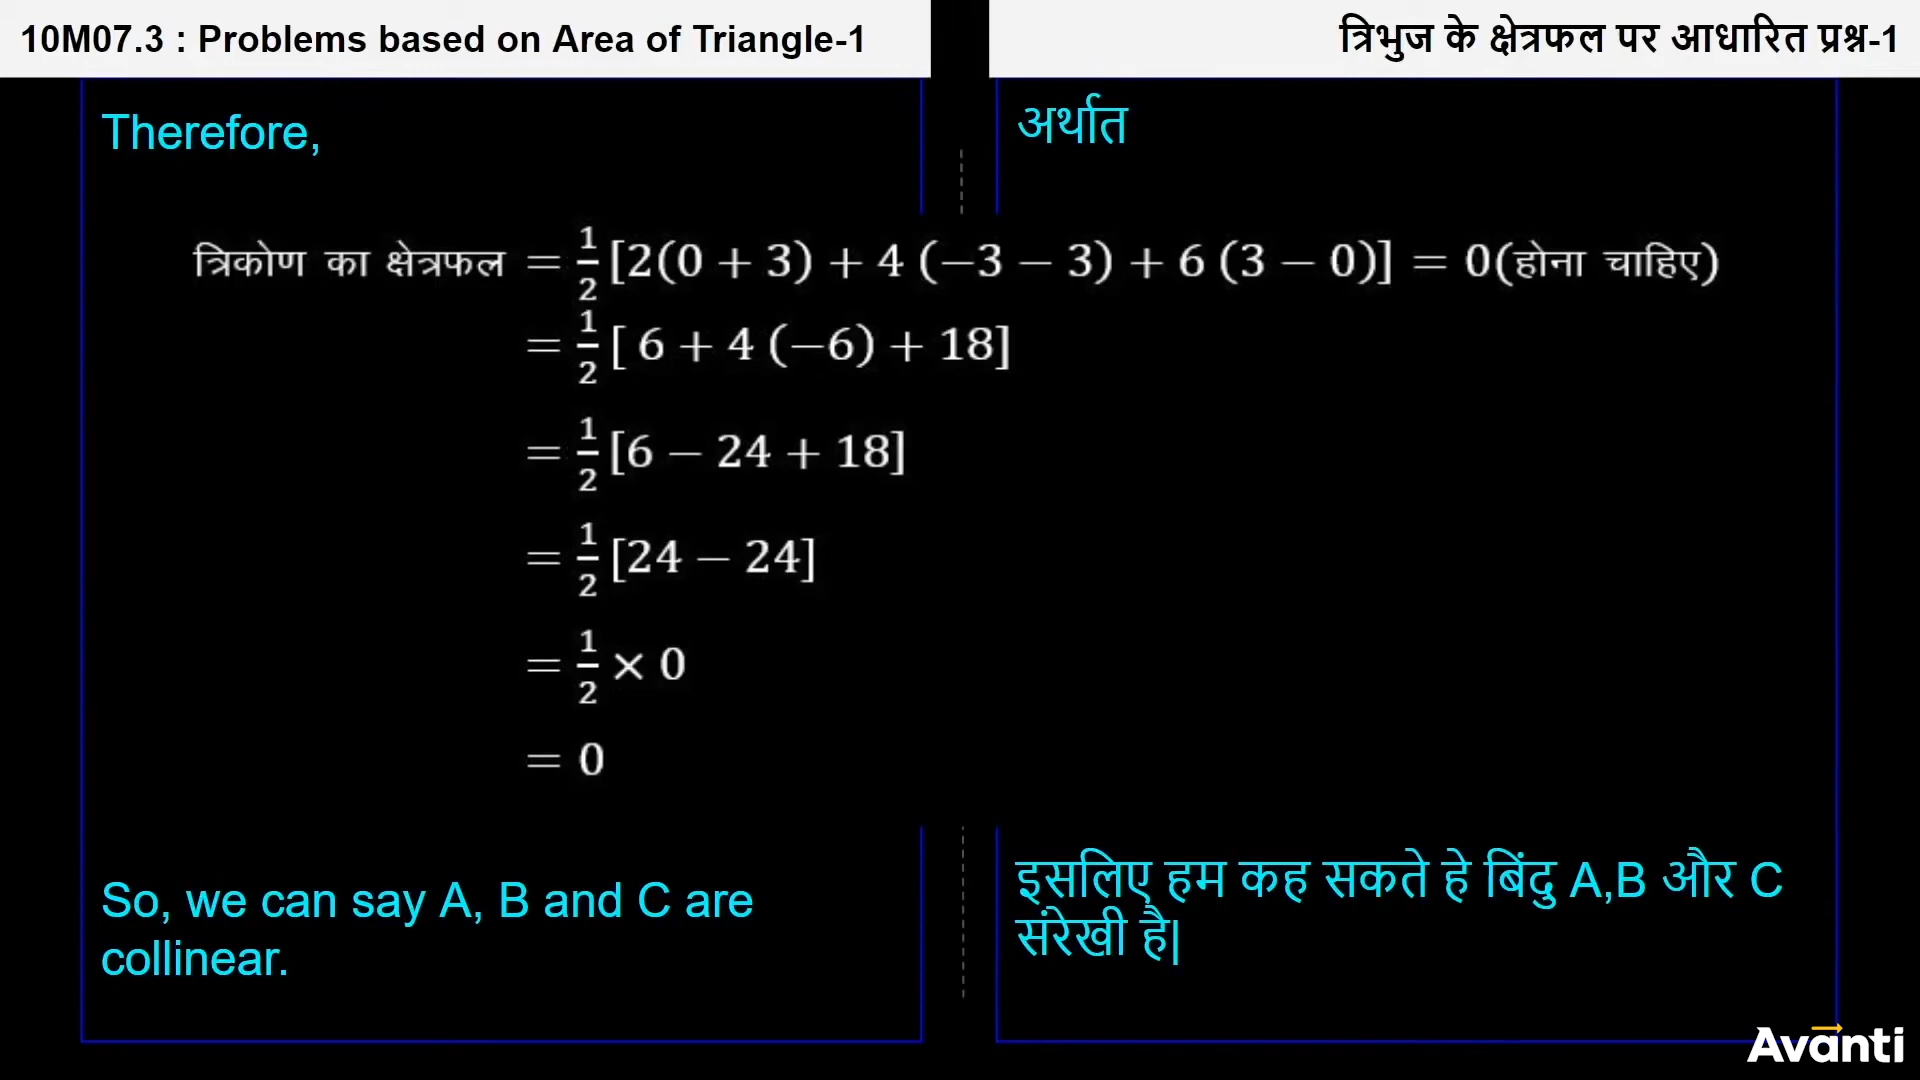 10M07.3 : Problems based on Area of Triangle-1
त्रिभुज के क्षेत्रफल पर आधारित प्रश्न-1
Therefore,
अर्थात
त्रिकोण का क्षेत्रफल = 1/2 [2(0 + 3) + 4 (−3 − 3) + 6 (3 − 0)] = 0(होना चाहिए)
= 1/2 [ 6 + 4 (−6) + 18]
= 1/2 [6 − 24 + 18]
= 1/2 [24 − 24]
= 1/2 × 0
= 0
So, we can say A, B and C are
collinear.
इसलिए हम कह सकते हे बिंदु A,B और C
संरेखी है|
Avanti